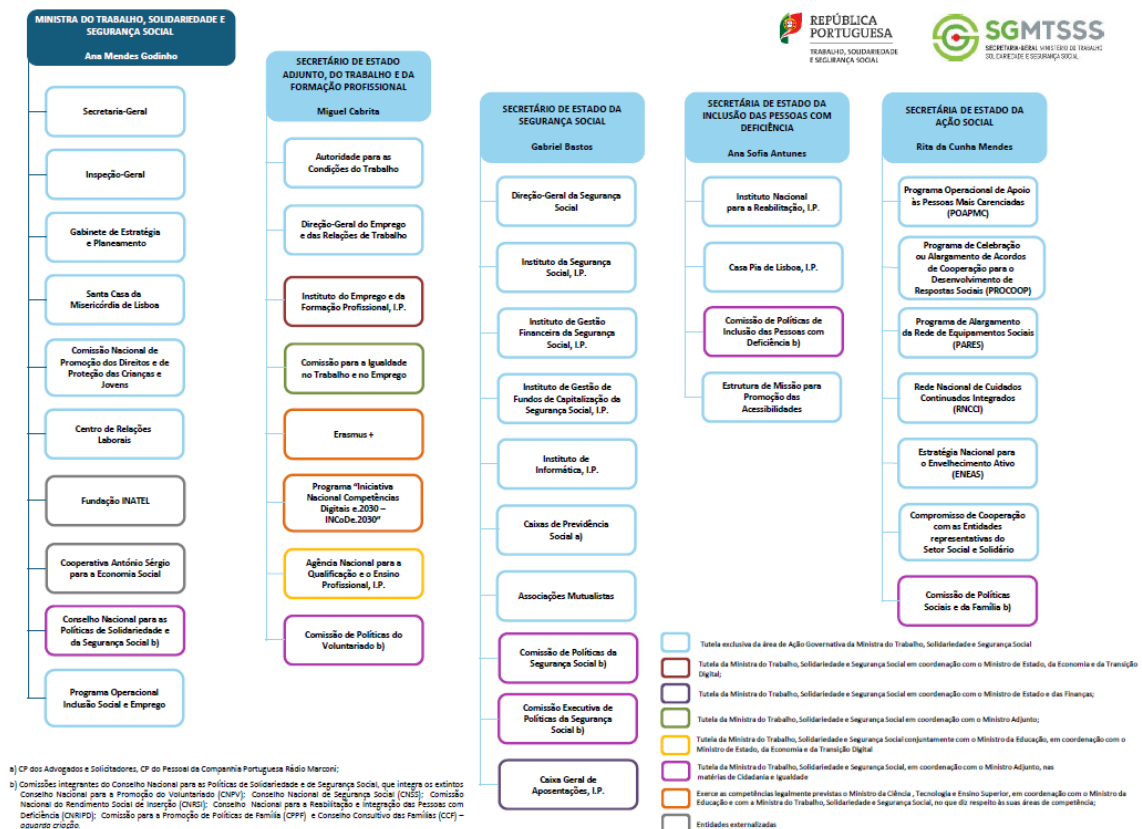 MINISTRA DO TRABALHO, SOLIDARIEDADE E
SEGURANÇA SOCIAL
Ana Mendes Godinho
Secretaria-Geral
Inspeção-Geral
Gabinete de Estratégia
e Planeamento
Santa Casa da
Misericórdia de Lisboa
Comissão Nacional de
Promoção dos Direitos e de
Proteção das Crianças e
Jovens
Centro de Relações
Laborais
Fundação INATEL
Cooperativa António Sérgio
para a Economia Social
Conselho Nacional para as
Políticas de Solidariedade e
da Segurança Social b)
Programa Operacional
Inclusão Social e Emprego
SECRETÁRIO DE ESTADO
ADJUNTO, DO TRABALHO E DA
FORMAÇÃO PROFISSIONAL
Miguel Cabrita
Autoridade para as
Condições do Trabalho
Direção-Geral do Emprego
e das Relações de Trabalho
Instituto do Emprego e da
Formação Profissional, I.P.
Comissão para a Igualdade
no Trabalho e no Emprego
Erasmus +
Programa “Iniciativa
Nacional Competências
Digitais e.2030 –
INCoDe.2030”
Agência Nacional para a
Qualificação e o Ensino
Profissional, I.P.
Comissão de Políticas do
Voluntariado b)
SECRETÁRIO DE ESTADO DA
SEGURANÇA SOCIAL
Gabriel Bastos
Direção-Geral da Segurança
Social
Instituto da Segurança
Social, I.P.
Instituto de Gestão
Financeira da Segurança
Social, I.P.
Instituto de Gestão de
Fundos de Capitalização da
Segurança Social, I.P.
Instituto de
Informática, I.P.
Caixas de Previdência
Social a)
Associações Mutualistas
Comissão de Políticas da
Segurança Social b)
Comissão Executiva de
Políticas da Segurança
Social b)
Caixa Geral de
Aposentações, I.P.
SECRETÁRIA DE ESTADO DA
INCLUSÃO DAS PESSOAS COM
DEFICIÊNCIA
Ana Sofia Antunes
Instituto Nacional
para a Reabilitação, I.P.
Casa Pia de Lisboa, I.P.
Comissão de Políticas de
Inclusão das Pessoas com
Deficiência b)
Estrutura de Missão para
Promoção das
Acessibilidades
REPÚBLICA
PORTUGUESA
TRABALHO, SOLIDARIEDADE
E SEGURANÇA SOCIAL
SGMTSSS
SECRETARIA-GERAL MINISTÉRIO DO TRABALHO
SOLIDARIEDADE E SEGURANÇA SOCIAL
SECRETÁRIA DE ESTADO DA
AÇÃO SOCIAL
Rita da Cunha Mendes
Programa Operacional de Apoio
às Pessoas Mais Carenciadas
(POAPMC)
Programa de Celebração
ou Alargamento de Acordos
de Cooperação para o
Desenvolvimento de
Respostas Sociais (PROCOOP)
Programa de Alargamento
da Rede de Equipamentos Sociais
(PARES)
Rede Nacional de Cuidados
Continuados Integrados
(RNCCI)
Estratégia Nacional para
o Envelhecimento Ativo
(ENEAS)
Compromisso de Cooperação
com as Entidades
representativas do
Setor Social e Solidário
Comissão de Políticas
Sociais e da Família b)
Tutela exclusiva da área de Ação Governativa da Ministra do Trabalho, Solidariedade e Segurança Social
Tutela da Ministra do Trabalho, Solidariedade e Segurança Social em coordenação com o Ministro de Estado, da Economia e da Transição
Digital;
Tutela da Ministra do Trabalho, Solidariedade e Segurança Social em coordenação com o Ministro de Estado e das Finanças;
Tutela da Ministra do Trabalho, Solidariedade e Segurança Social em coordenação com o Ministro Adjunto;
Tutela da Ministra do Trabalho, Solidariedade e Segurança Social conjuntamente com o Ministro da Educação, em coordenação com o
Ministro de Estado, da Economia e da Transição Digital
Tutela da Ministra do Trabalho, Solidariedade e Segurança Social, em coordenação com o Ministro Adjunto, nas
matérias de Cidadania e Igualdade
Exerce as competências legalmente previstas o Ministro da Ciência , Tecnologia e Ensino Superior, em coordenação com o Ministro da
Educação e com a Ministra do Trabalho, Solidariedade e Segurança Social, no que diz respeito às suas áreas de competência;
Entidades externalizadas
a) CP dos Advogados e Solicitadores, CP do Pessoal da Companhia Portuguesa Rádio Marconi;
b) Comissões integrantes do Conselho Nacional para as Políticas de Solidariedade e de Segurança Social, que integra os extintos
Conselho Nacional para a Promoção do Voluntariado (CNPV); Conselho Nacional de Segurança Social (CNSS); Comissão
Nacional do Rendimento Social de Inserção (CNRSI); Conselho Nacional para a Reabilitação e Integração das Pessoas com
Deficiência (CNRIPD); Comissão para a Promoção de Políticas de Família (CPPF) e Conselho Consultivo das Famílias (CCF) –
aguarda criação.